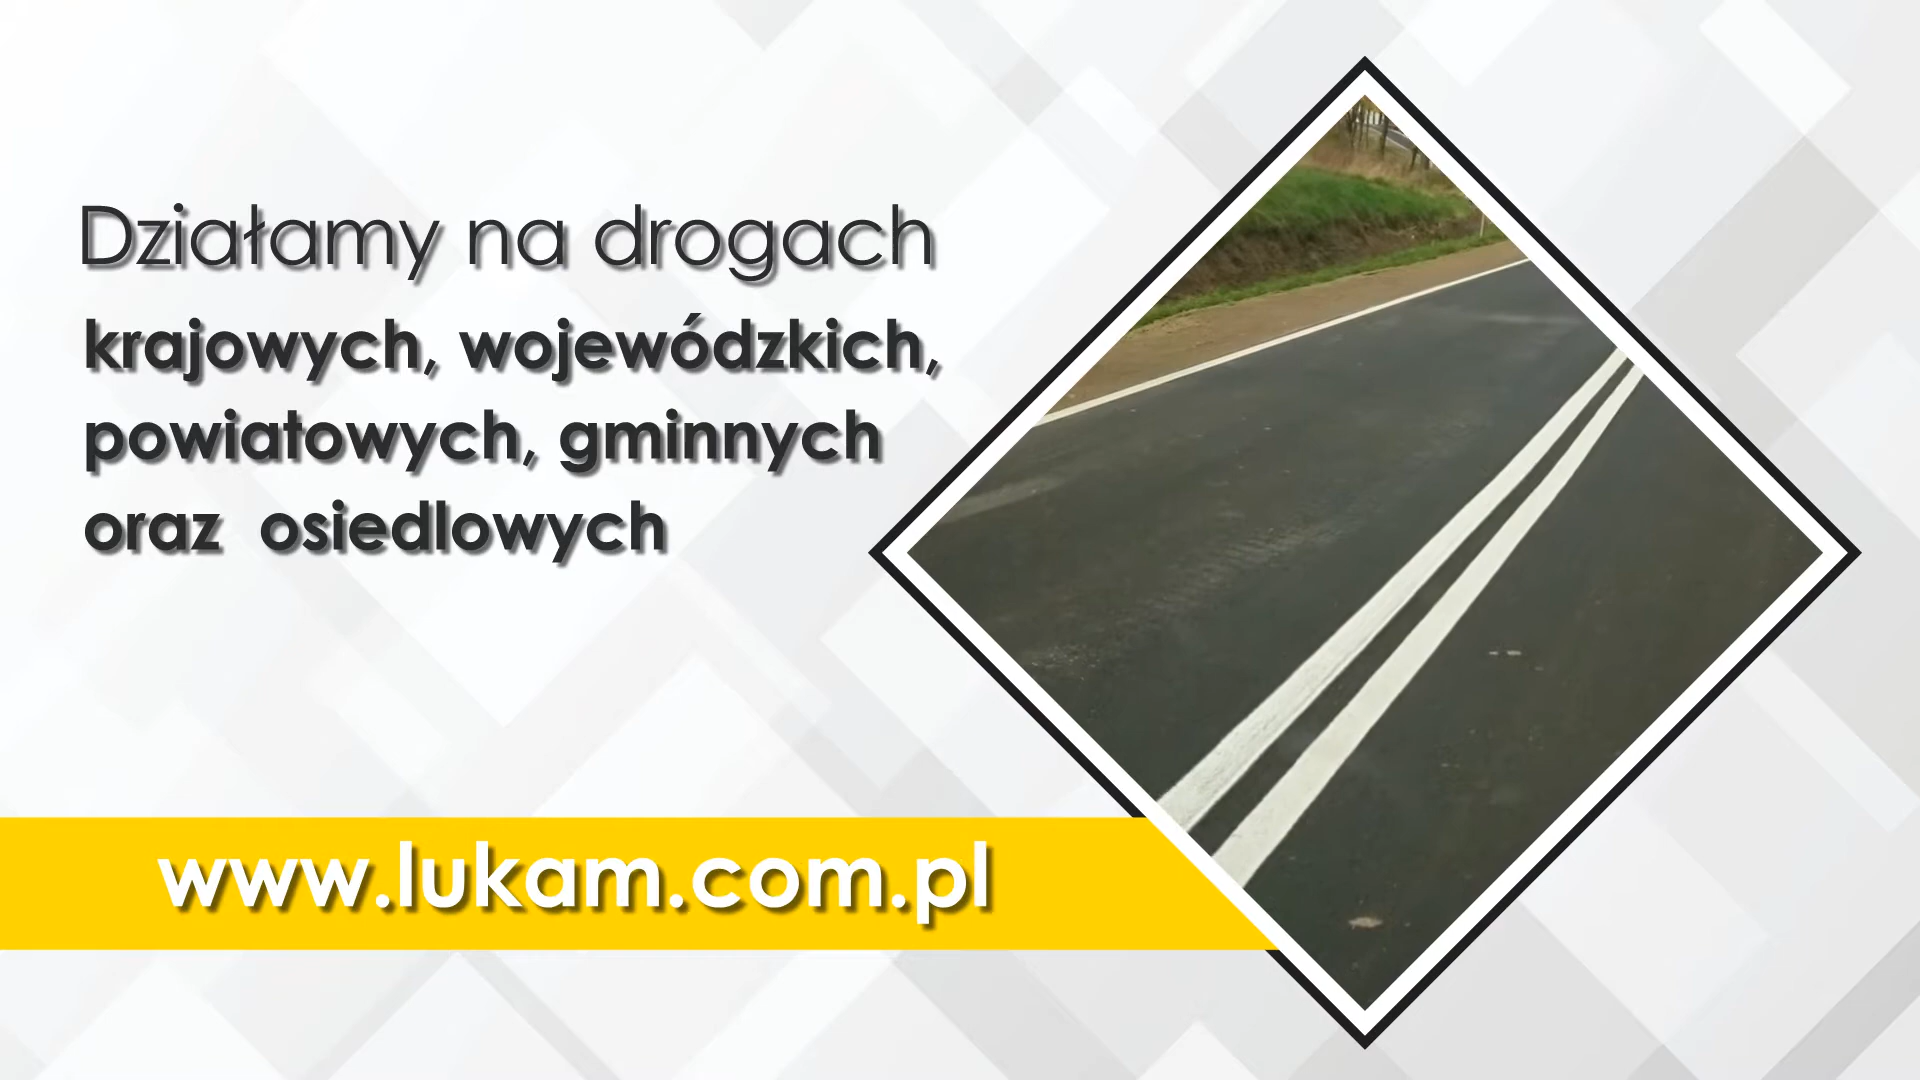 Działamy na drogach
krajowych, wojewódzkich,
powiatowych, gminnych
oraz osiedlowych
www.lukam.com.pl